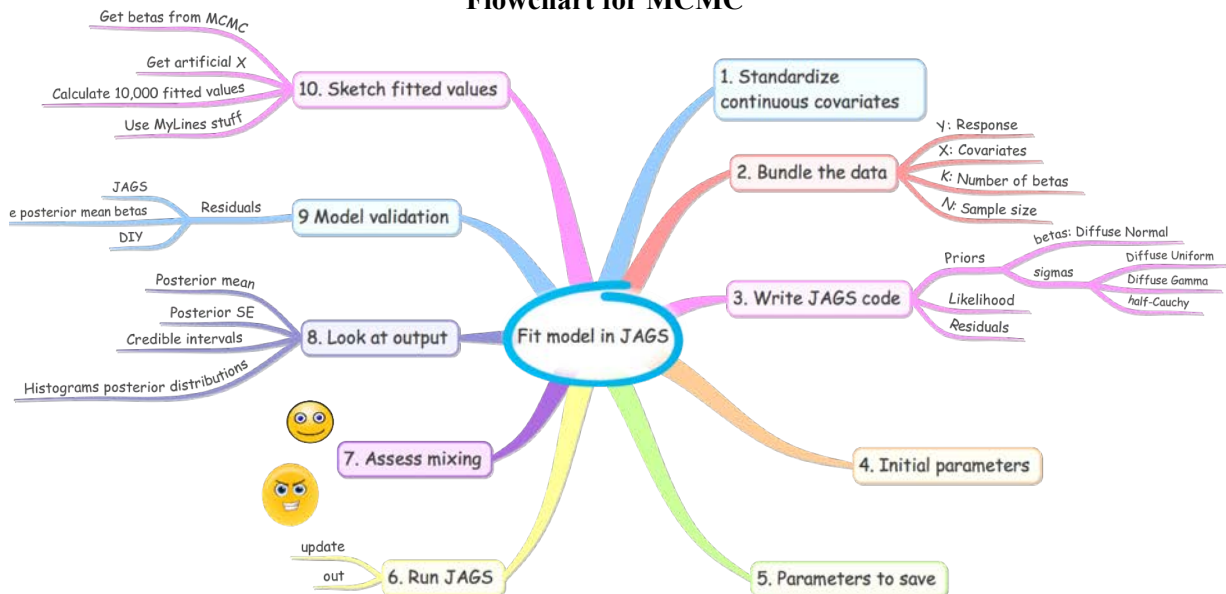 Flowchart for MCMC
Get betas from MCMC
Get artificial X
Calculate 10,000 fitted values
Use MyLines stuff
10. Sketch fitted values
1. Standardize
continuous covariates
2. Bundle the data
Y: Response
X: Covariates
K: Number of betas
N: Sample size
JAGS
e posterior mean betas
DIY
Residuals
9 Model validation
3. Write JAGS code
Priors
betas: Diffuse Normal
sigmas
Diffuse Uniform
Diffuse Gamma
half-Cauchy
Likelihood
Residuals
Fit model in JAGS
Posterior mean
Posterior SE
Credible intervals
Histograms posterior distributions
8. Look at output
7. Assess mixing
4. Initial parameters
update
out
6. Run JAGS
5. Parameters to save